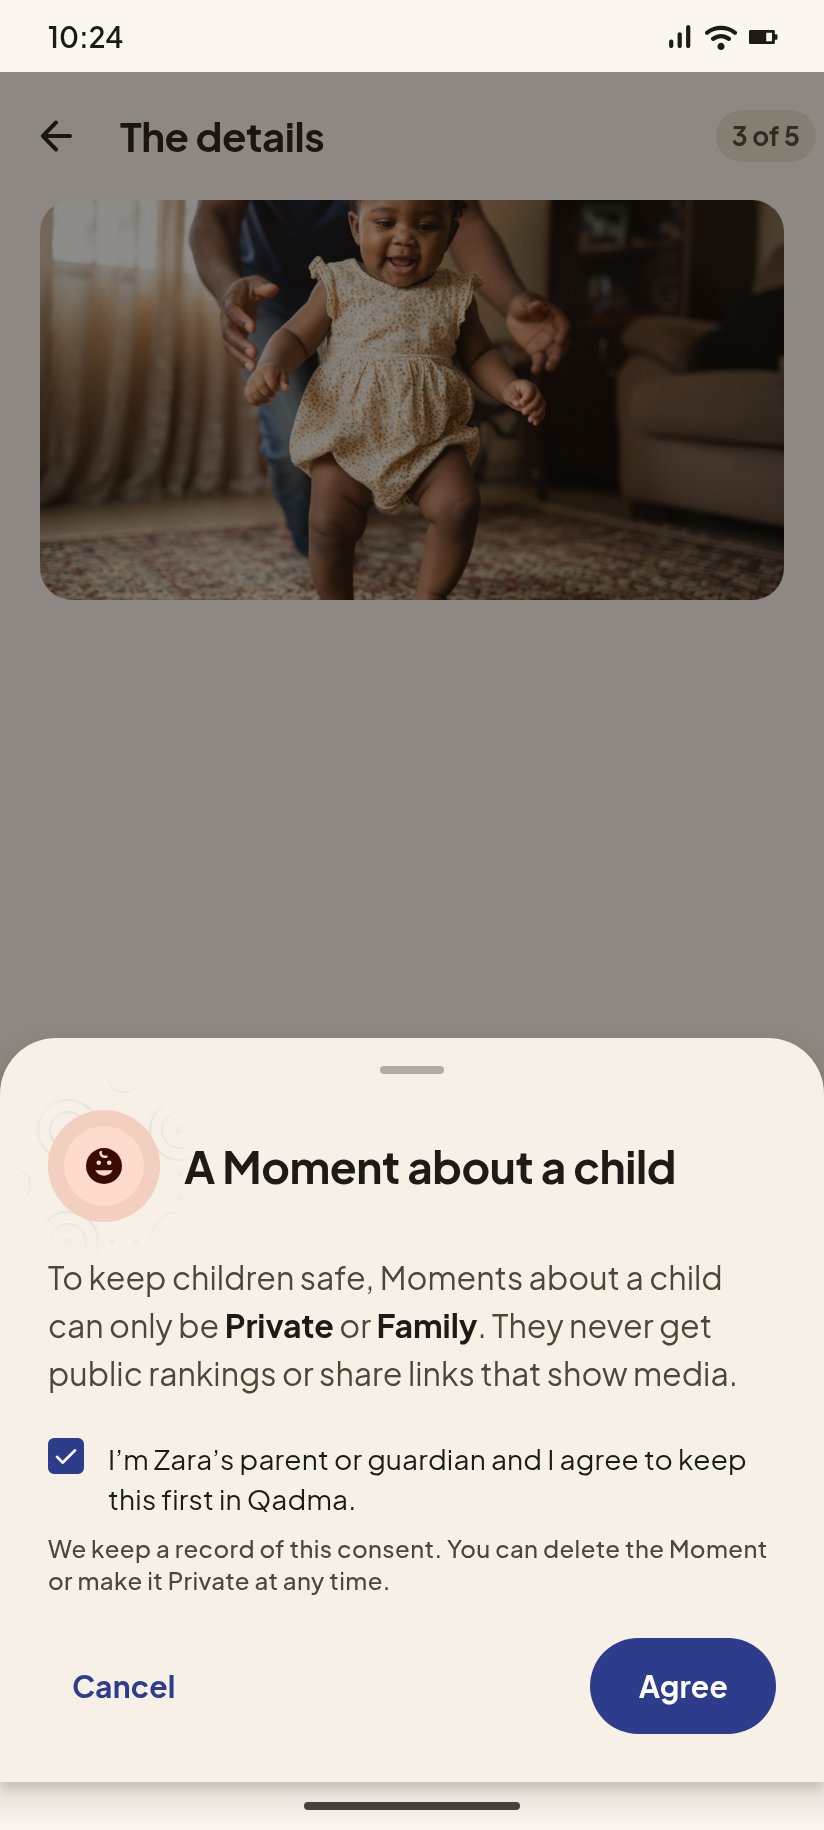 10:24
The details
3 of 5
A Moment about a child
To keep children safe, Moments about a child
can only be Private or Family. They never get
public rankings or share links that show media.
I’m Zara’s parent or guardian and I agree to keep
this first in Qadma.
We keep a record of this consent. You can delete the Moment
or make it Private at any time.
Cancel
Agree